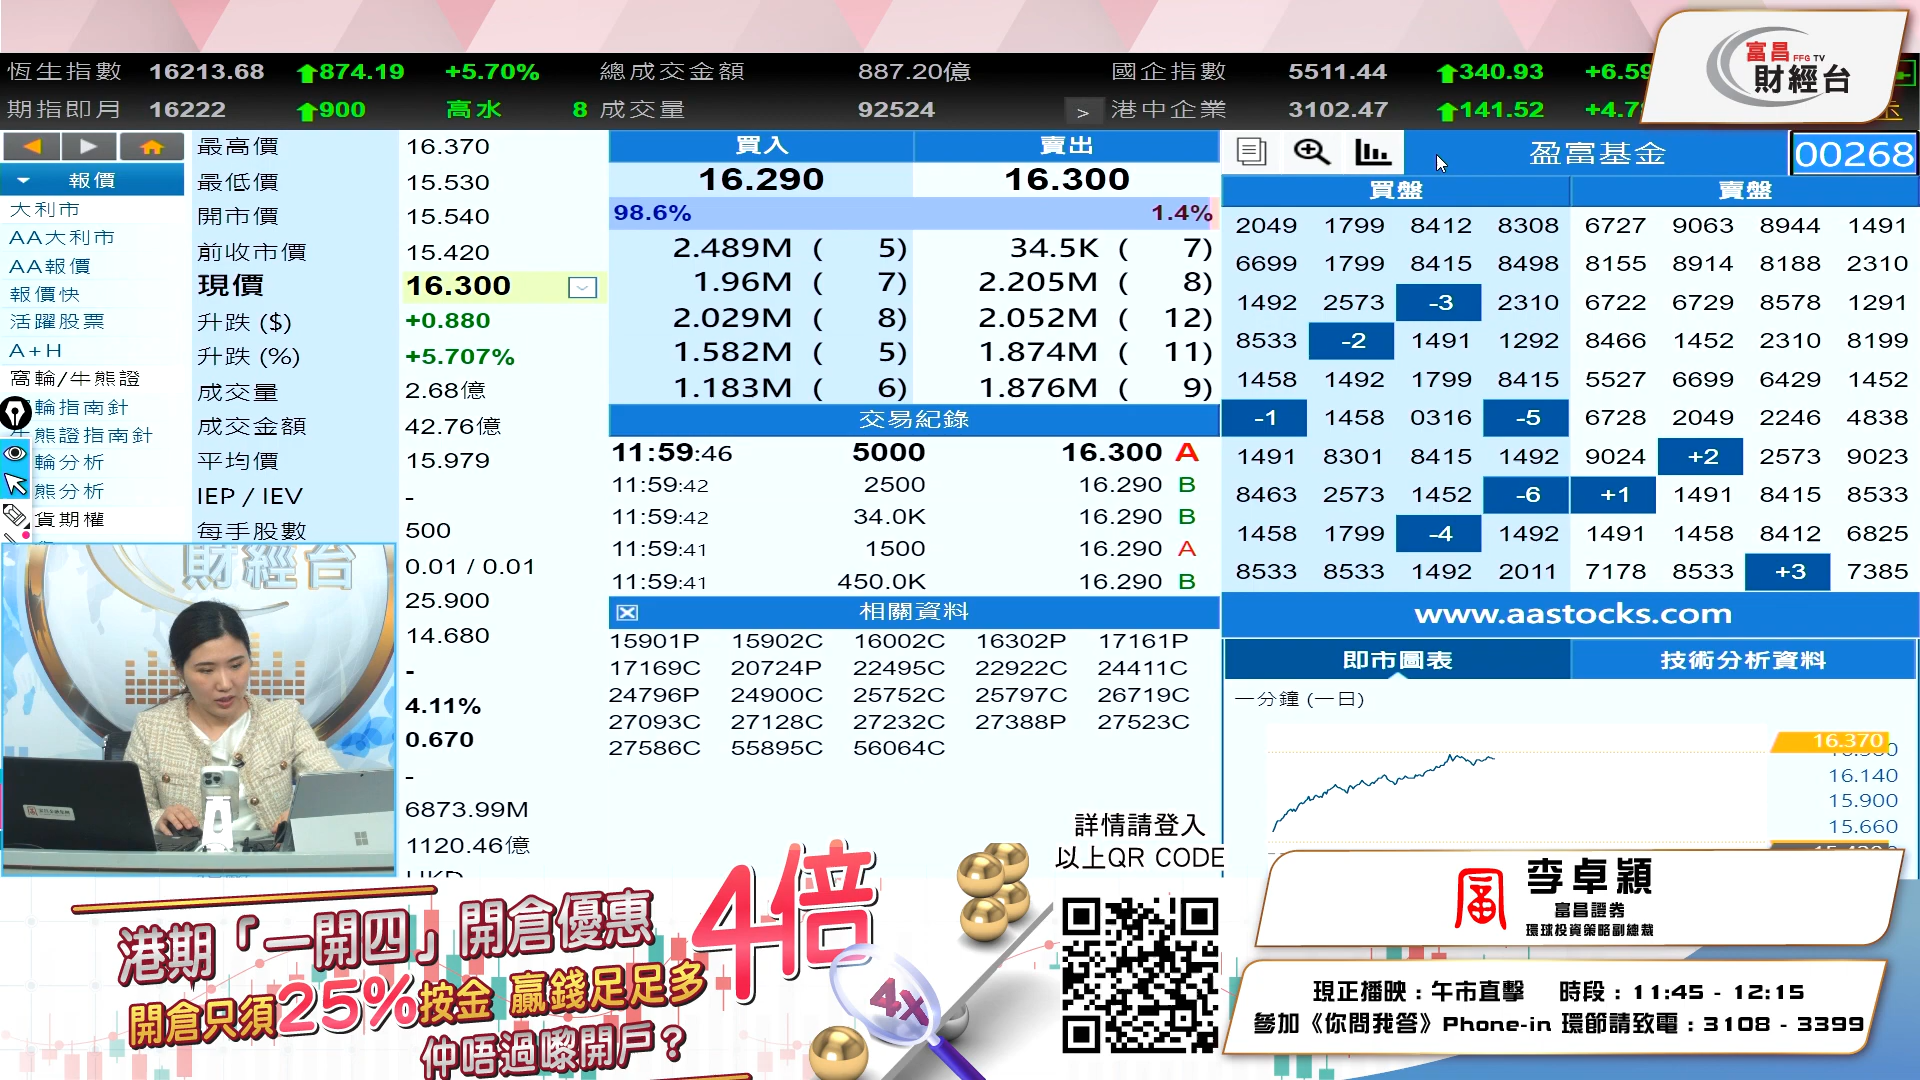 恆生指數 16213.68 874.19 +5.70% 總成交金額 887.20億 國企指數 5511.44 340.93 +6.59
期指即月 16222 900 高水 8 成交量 92524 > 港中企業 3102.47 141.52 +4.7
富昌 FFG TV
財經台
報價
大利市
AA大利市
AA報價
報價快
活躍股票
A+H
窩輪/牛熊證
輪指南針
牛熊證指南針
輪分析
熊分析
貨期權
最高價 16.370
最低價 15.530
開市價 15.540
前收市價 15.420
現價 16.300
升跌 ($) +0.880
升跌 (%) +5.707%
成交量 2.68億
成交金額 42.76億
平均價 15.979
IEP / IEV -
每手股數 500
0.01 / 0.01
25.900
14.680
-
4.11%
0.670
-
6873.99M
1120.46億
HKD
買入 賣出
16.290 16.300
98.6% 1.4%
2.489M ( 5) 34.5K ( 7)
1.96M ( 7) 2.205M ( 8)
2.029M ( 8) 2.052M ( 12)
1.582M ( 5) 1.874M ( 11)
1.183M ( 6) 1.876M ( 9)
交易紀錄
11:59:46 5000 16.300 A
11:59:42 2500 16.290 B
11:59:42 34.0K 16.290 B
11:59:41 1500 16.290 A
11:59:41 450.0K 16.290 B
相關資料
15901P 15902C 16002C 16302P 17161P
17169C 20724P 22495C 22922C 24411C
24796P 24900C 25752C 25797C 26719C
27093C 27128C 27232C 27388P 27523C
27586C 55895C 56064C
盈富基金 00268
買盤 賣盤
2049 1799 8412 8308 6727 9063 8944 1491
6699 1799 8415 8498 8155 8914 8188 2310
1492 2573 -3 2310 6722 6729 8578 1291
8533 -2 1491 1292 8466 1452 2310 8199
1458 1492 1799 8415 5527 6699 6429 1452
-1 1458 0316 -5 6728 2049 2246 4838
1491 8301 8415 1492 9024 +2 2573 9023
8463 2573 1452 -6 +1 1491 8415 8533
1458 1799 -4 1492 1491 1458 8412 6825
8533 8533 1492 2011 7178 8533 +3 7385
www.aastocks.com
即市圖表 技術分析資料
一分鐘 (一日)
16.370
16.140
15.900
15.660
財經台
詳情請登入
以上QR CODE
港期「一開四」開倉優惠 4倍
開倉只須25%按金 贏錢足足多
仲唔過嚟開戶？
4X
富 李卓穎
富昌證券
環球投資策略副總裁
現正播映：午市直擊 時段：11:45 - 12:15
參加《你問我答》Phone-in 環節請致電：3108 - 3399